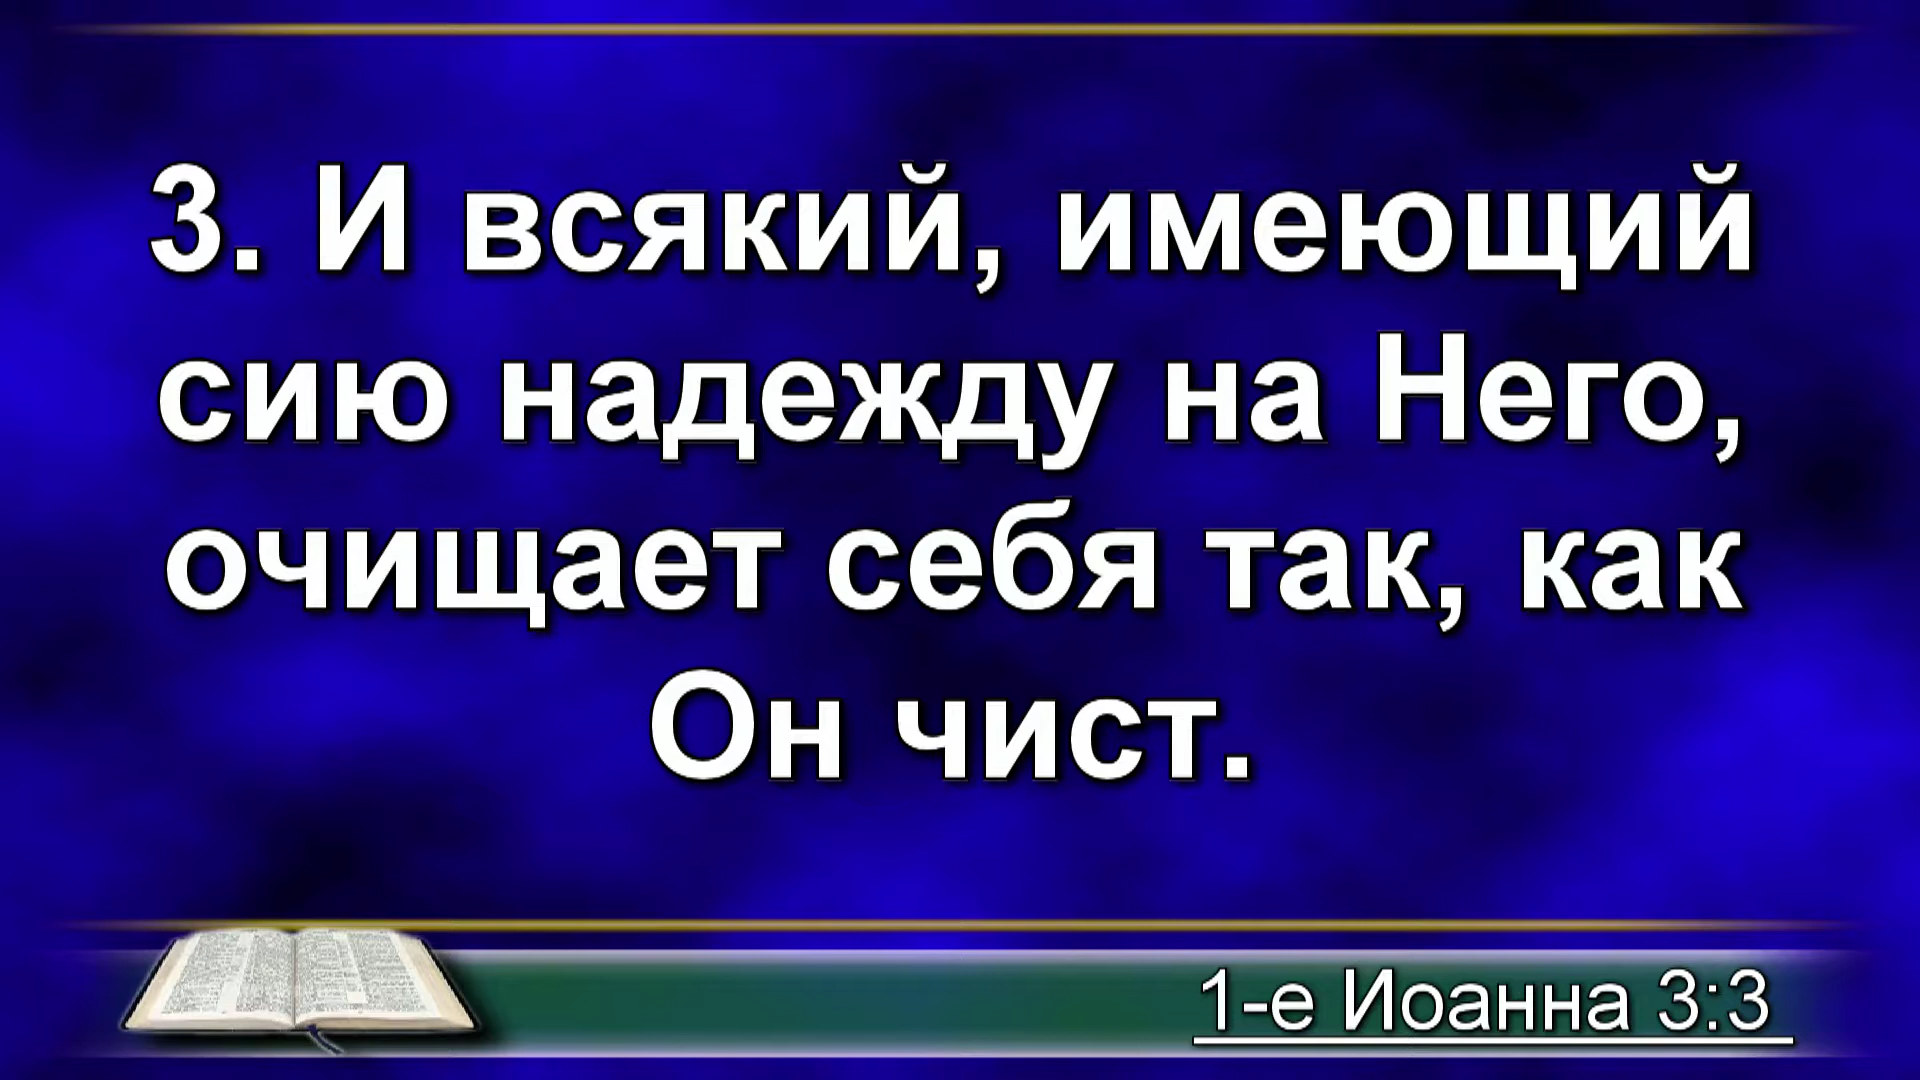 3. И всякий, имеющий
сию надежду на Него,
очищает себя так, как
Он чист.
1-е Иоанна 3:3